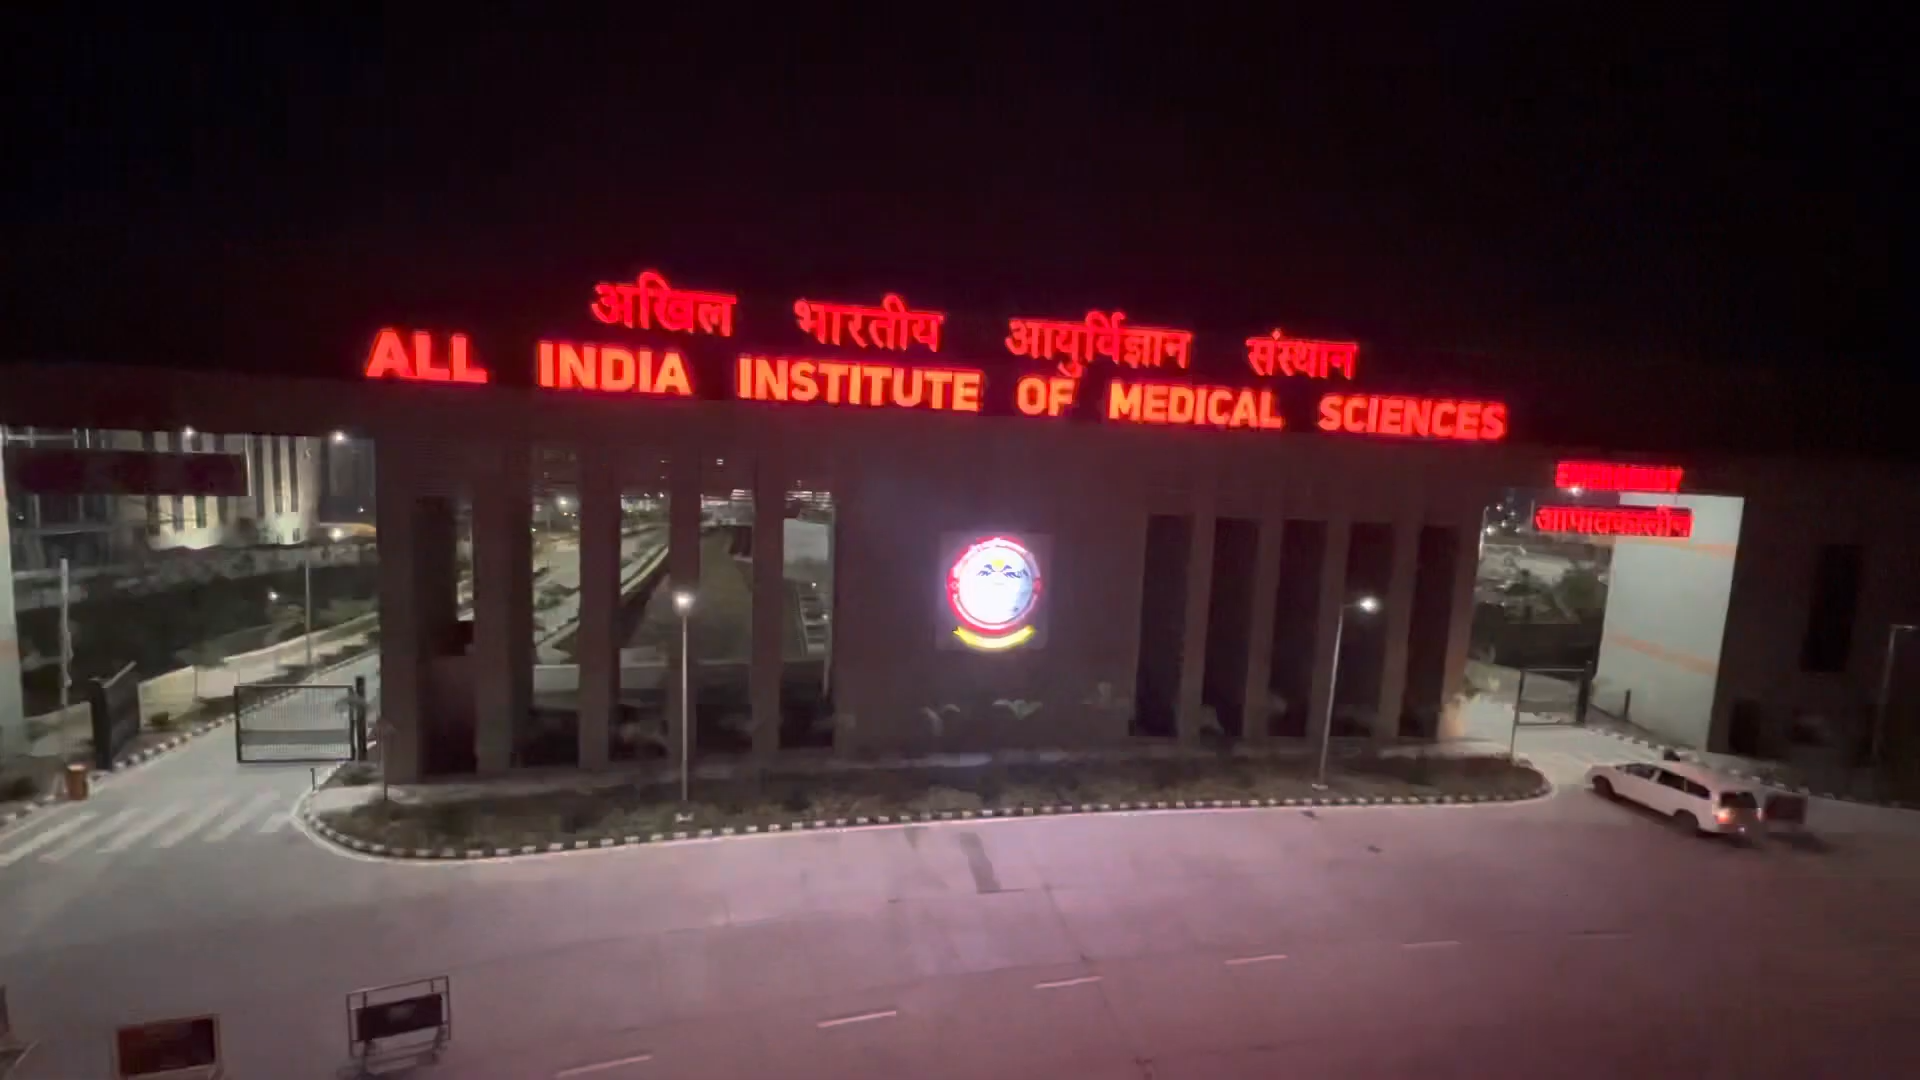 अखिल भारतीय आयुर्विज्ञान संस्थान
ALL INDIA INSTITUTE OF MEDICAL SCIENCES
आपातकालीन